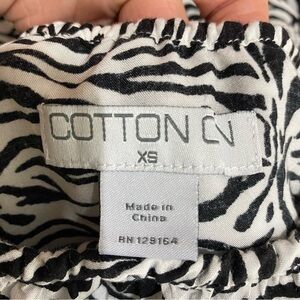 COTTON ON
XS
Made in
China
RN 129164